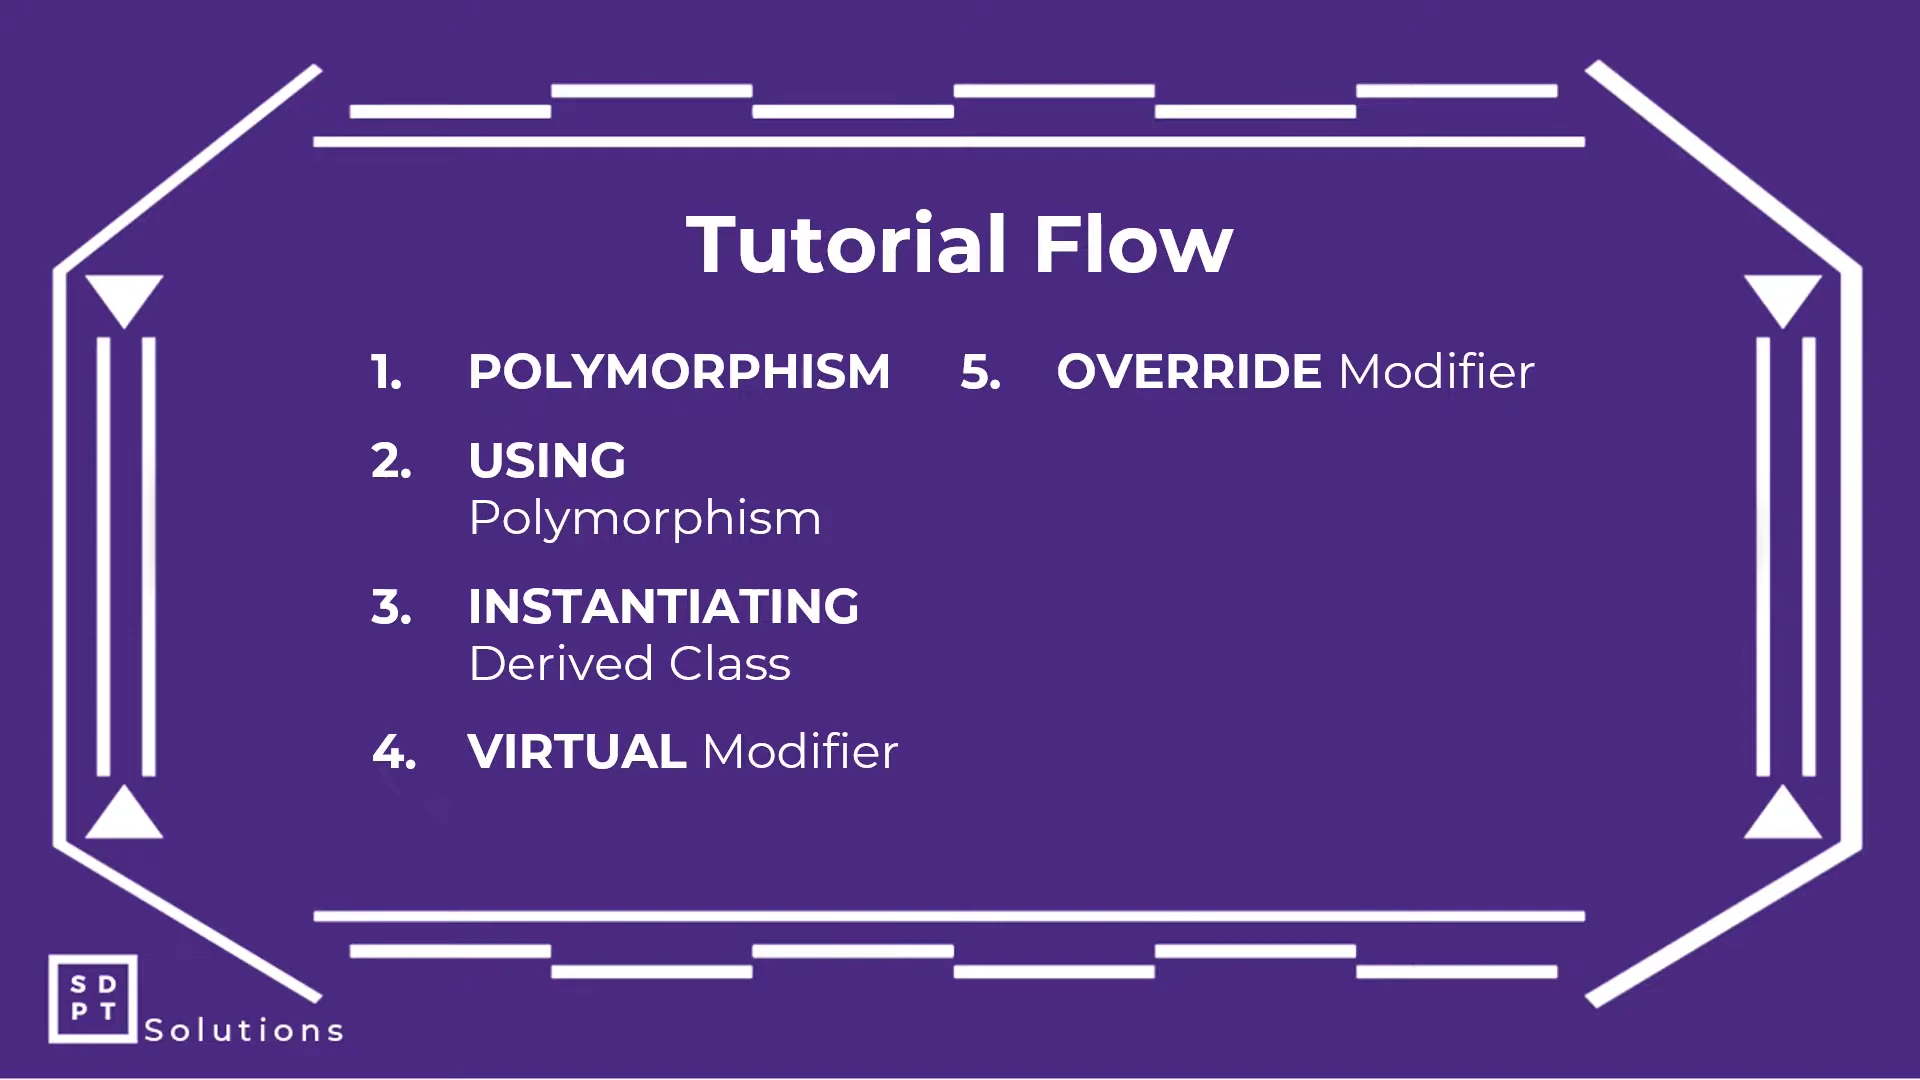 Tutorial Flow
1. POLYMORPHISM
2. USING
Polymorphism
3. INSTANTIATING
Derived Class
4. VIRTUAL Modifier
5. OVERRIDE Modifier
S D
P T
Solutions